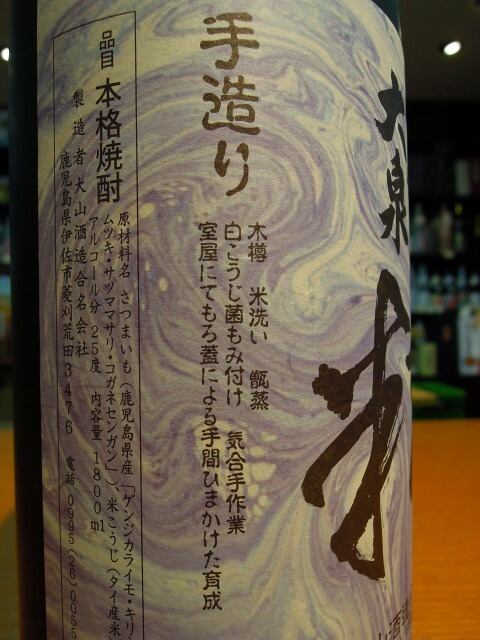 大泉
手造り
木樽　米洗い　甑蒸
白こうじ菌もみ付け　気合手作業
室屋にてもろ蓋による手間ひまかけた育成
品目 本格焼酎
原材料名 さつまいも（鹿児島県産「ゲンジカライモ・キリ
ムツキ・サツママサリ・コガネセンガン」）、米こうじ（タイ産米
アルコール分 25度　内容量 1800ml
製造者 大山酒造合名会社
鹿児島県伊佐市菱刈荒田3476　電話 0995(26)0055